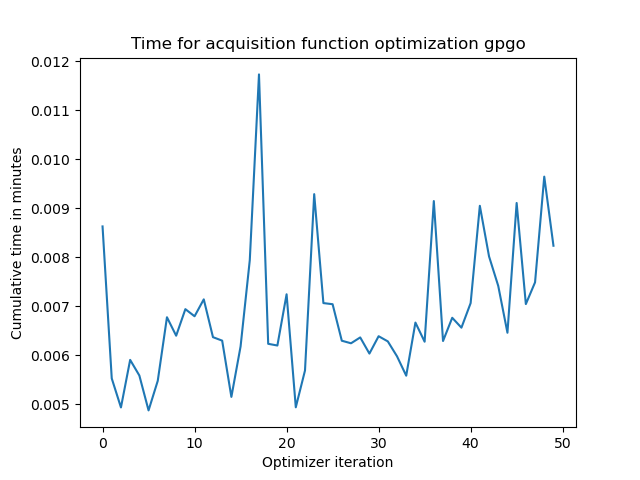 Time for acquisition function optimization gpgo
Cumulative time in minutes
0.012
0.011
0.010
0.009
0.008
0.007
0.006
0.005
0 10 20 30 40 50
Optimizer iteration